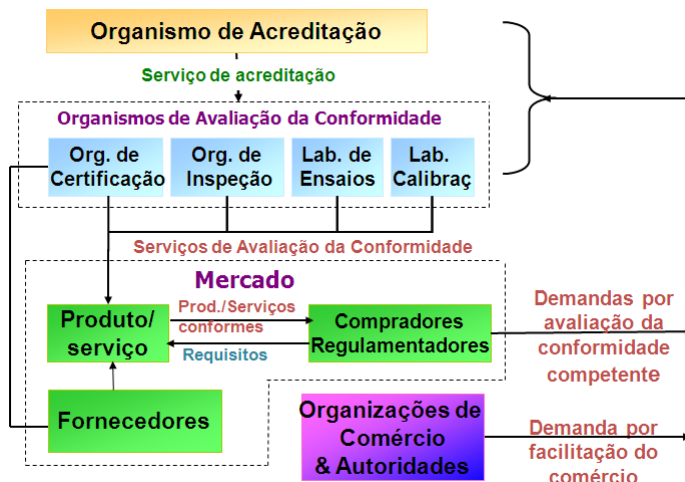 Organismo de Acreditação
Serviço de acreditação
Organismos de Avaliação da Conformidade
Org. de
Certificação
Org. de
Inspeção
Lab. de
Ensaios
Lab.
Calibraç
Serviços de Avaliação da Conformidade
Mercado
Produto/
serviço
Prod./Serviços
conformes
Requisitos
Compradores
Regulamentadores
Demandas por
avaliação da
conformidade
competente
Fornecedores
Organizações de
Comércio
& Autoridades
Demanda por
facilitação do
comércio